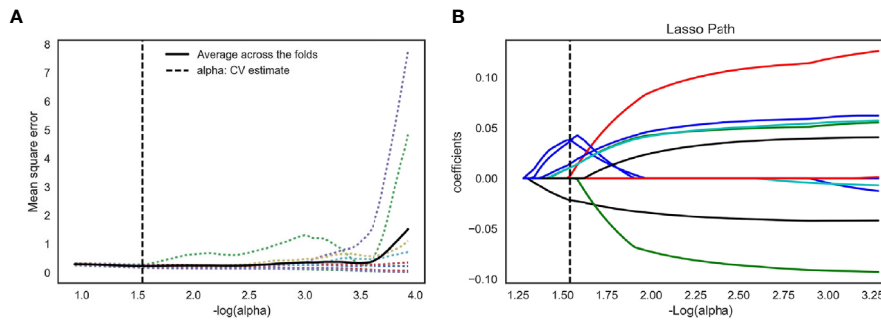 A
B
Lasso Path
8
7
6
5
4
3
2
1
0
Mean square error
Average across the folds
alpha: CV estimate
1.0 1.5 2.0 2.5 3.0 3.5 4.0
-log(alpha)
0.10
0.05
0.00
−0.05
−0.10
coefficients
1.25 1.50 1.75 2.00 2.25 2.50 2.75 3.00 3.25
-Log(alpha)